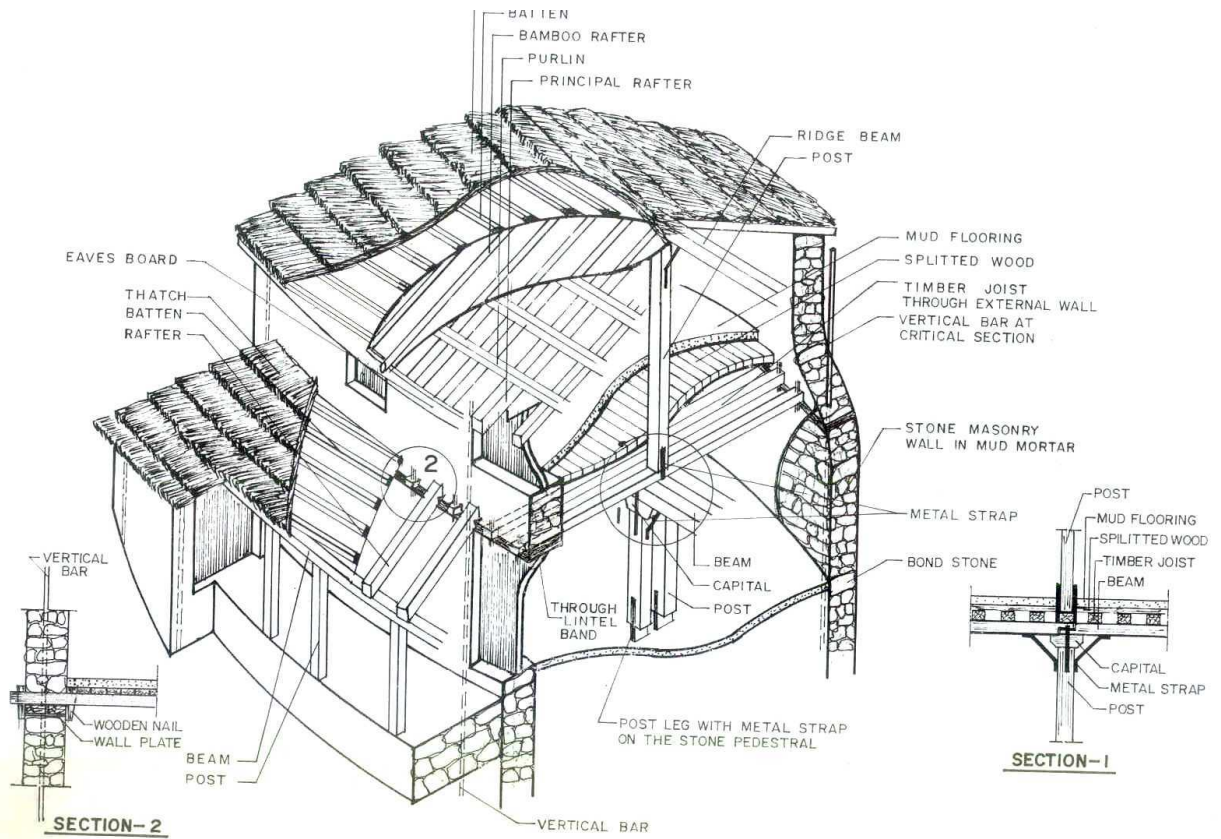 BATTEN
BAMBOO RAFTER
PURLIN
PRINCIPAL RAFTER
RIDGE BEAM
POST
MUD FLOORING
SPLITTED WOOD
TIMBER JOIST
THROUGH EXTERNAL WALL
VERTICAL BAR AT
CRITICAL SECTION
EAVES BOARD
THATCH
BATTEN
RAFTER
2
STONE MASONRY
WALL IN MUD MORTAR
METAL STRAP
BEAM
CAPITAL
POST
BOND STONE
THROUGH
LINTEL
BAND
POST LEG WITH METAL STRAP
ON THE STONE PEDESTRAL
BEAM
POST
VERTICAL BAR
VERTICAL
BAR
WOODEN NAIL
WALL PLATE
SECTION-2
POST
MUD FLOORING
SPLITTED WOOD
TIMBER JOIST
BEAM
CAPITAL
METAL STRAP
POST
SECTION-1